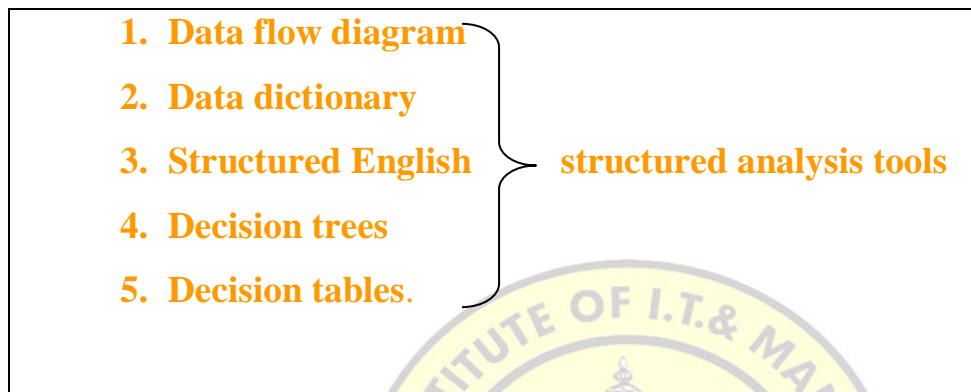 1. Data flow diagram
2. Data dictionary
3. Structured English
structured analysis tools
4. Decision trees
5. Decision tables.
OF I.T.&